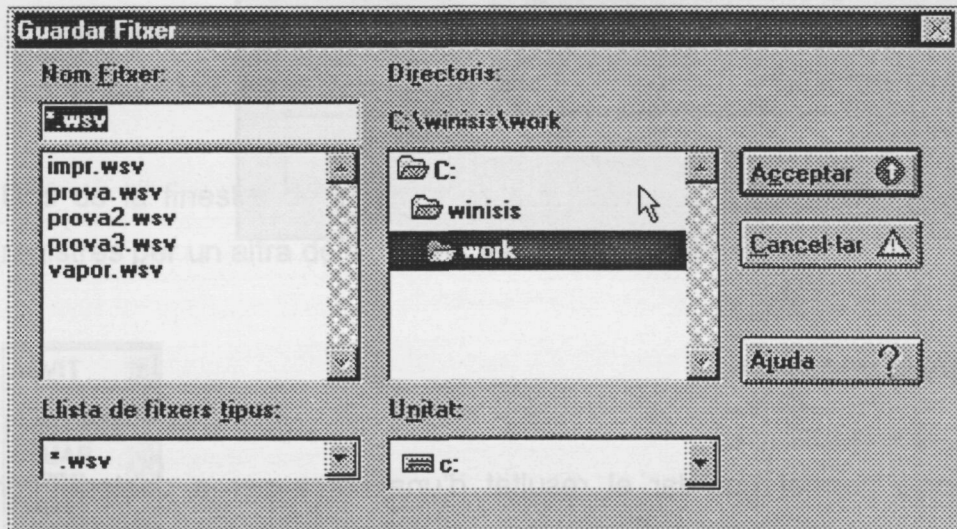 Guardar Fitxer
Nom Fitxer:
*.wsv
impr.wsv
prova.wsv
prova2.wsv
prova3.wsv
vapor.wsv
Llista de fitxers tipus:
*.wsv
Directoris:
C:\winisis\work
C:
winisis
work
Unitat:
c:
Acceptar
Cancel·lar
Ajuda ?